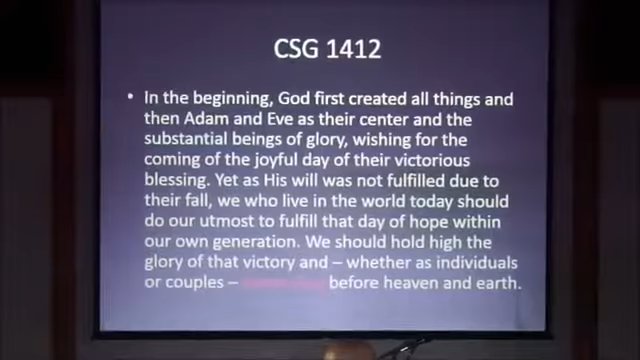 CSG 1412
• In the beginning, God first created all things and
then Adam and Eve as their center and the
substantial beings of glory, wishing for the
coming of the joyful day of their victorious
blessing. Yet as His will was not fulfilled due to
their fall, we who live in the world today should
do our utmost to fulfill that day of hope within
our own generation. We should hold high the
glory of that victory and – whether as individuals
or couples – before heaven and earth.